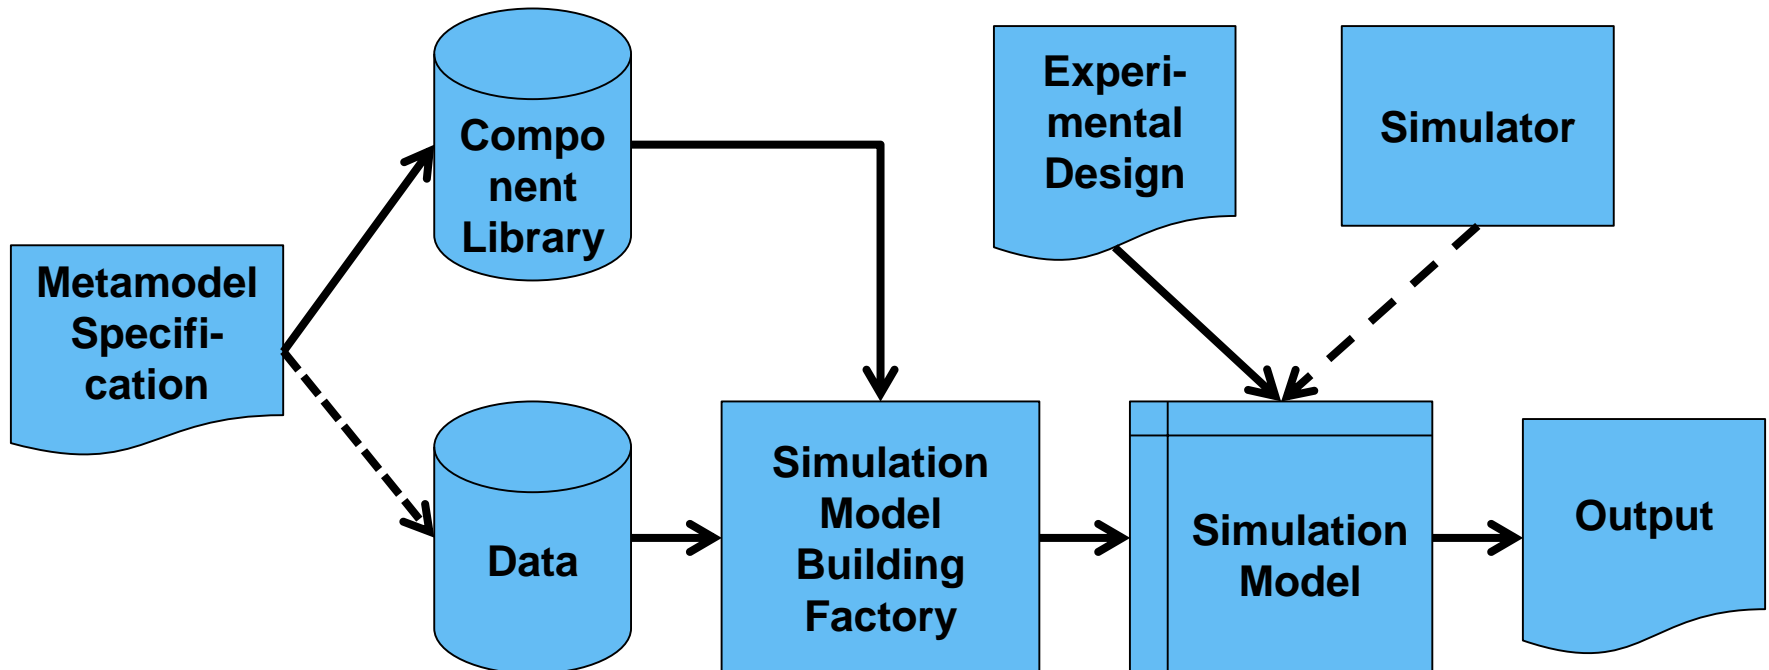 Compo
nent
Library
Experi-
mental
Design
Simulator
Metamodel
Specifi-
cation
Data
Simulation
Model
Building
Factory
Simulation
Model
Output